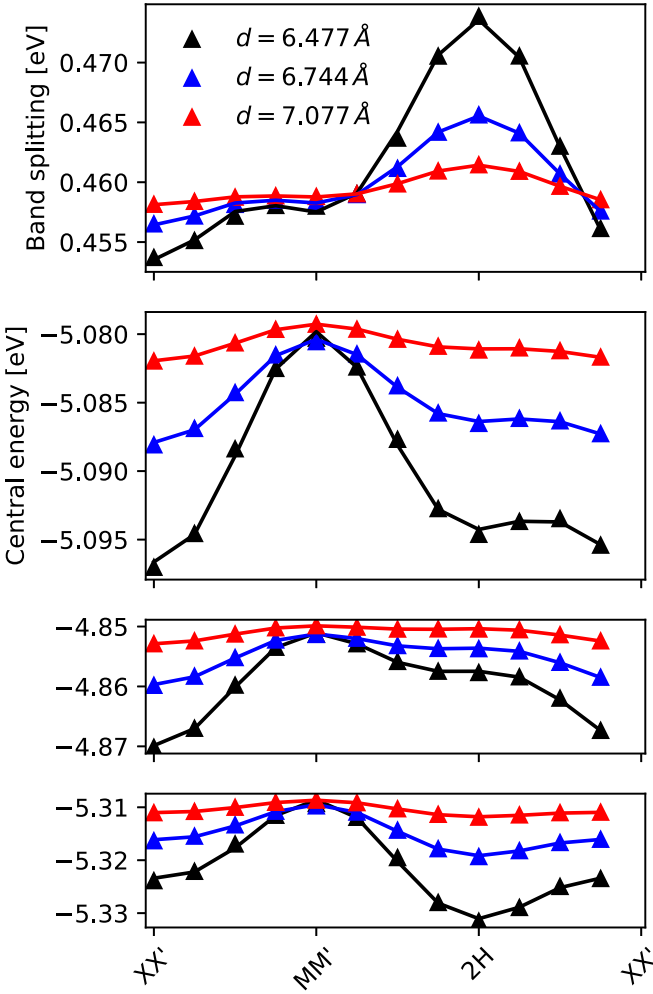 Band splitting [eV]
0.470
0.465
0.460
0.455
d = 6.477 Å
d = 6.744 Å
d = 7.077 Å
Central energy [eV]
−5.080
−5.085
−5.090
−5.095
−4.85
−4.86
−4.87
−5.31
−5.32
−5.33
XX'
MM'
2H
XX'